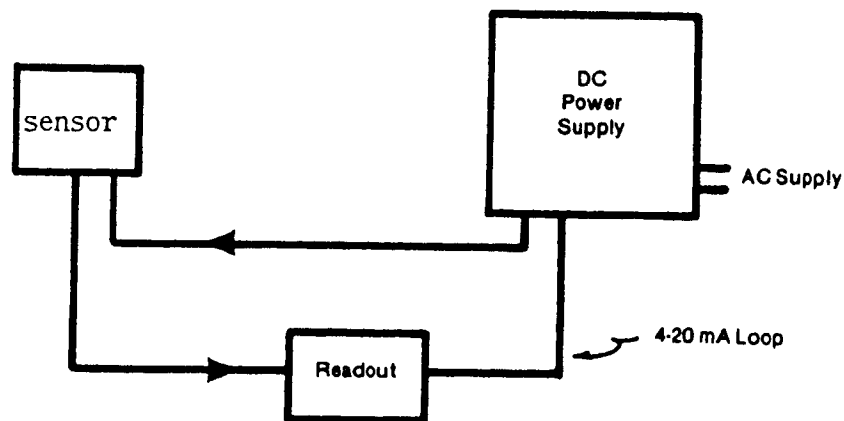 sensor
DC
Power
Supply
AC Supply
4-20 mA Loop
Readout